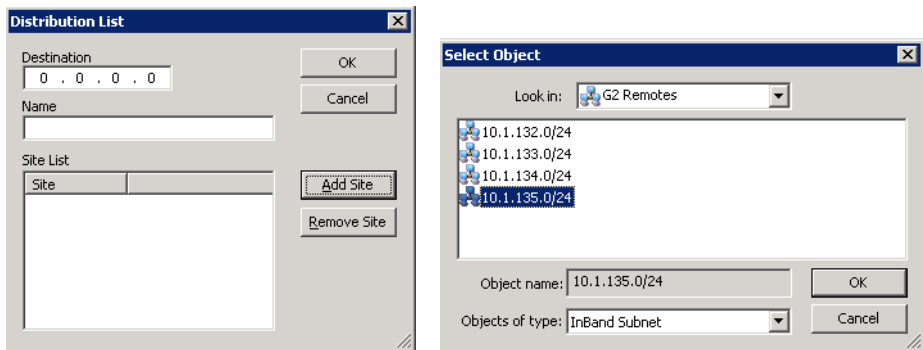 Distribution List
Destination
0 . 0 . 0 . 0
OK
Name
Cancel
Site List
Site
Add Site
Remove Site
Select Object
Look in: G2 Remotes
10.1.132.0/24
10.1.133.0/24
10.1.134.0/24
10.1.135.0/24
Object name: 10.1.135.0/24
OK
Objects of type: InBand Subnet
Cancel